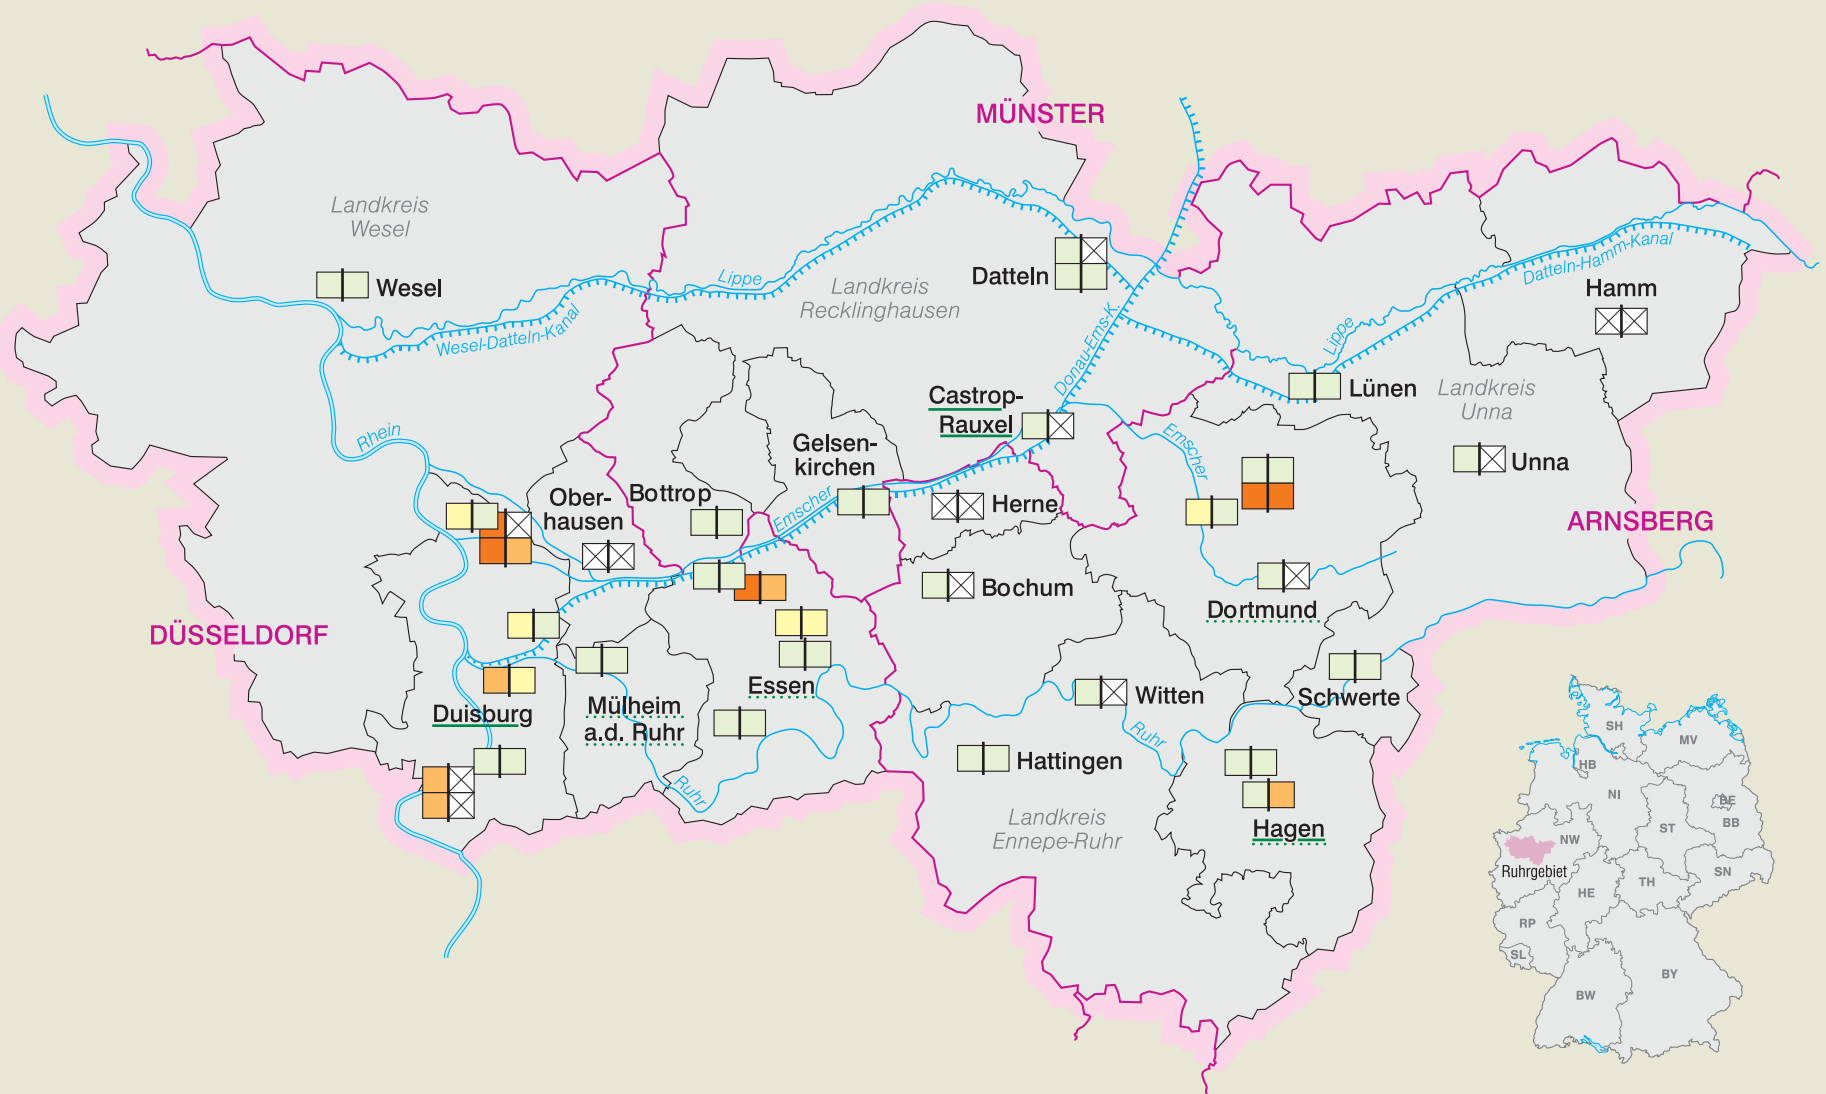 MÜNSTER
Landkreis
Wesel
Wesel
Lippe
Wesel-Datteln-Kanal
Landkreis
Recklinghausen
Datteln
Donau-Ems-K.
Datteln-Hamm-Kanal
Hamm
Lippe
Lünen
Landkreis
Unna
Unna
Castrop-
Rauxel
Rhein
Gelsen-
kirchen
Emscher
Emscher
Ober-
hausen
Bottrop
Herne
ARNSBERG
Bochum
Dortmund
DÜSSELDORF
Essen
Witten
Schwerte
Mülheim
a.d. Ruhr
Duisburg
Ruhr
Ruhr
Hattingen
Landkreis
Ennepe-Ruhr
Hagen
SH
MV
HB
NI
BE
BB
ST
NW
Ruhrgebiet
HE
TH
SN
RP
SL
BY
BW